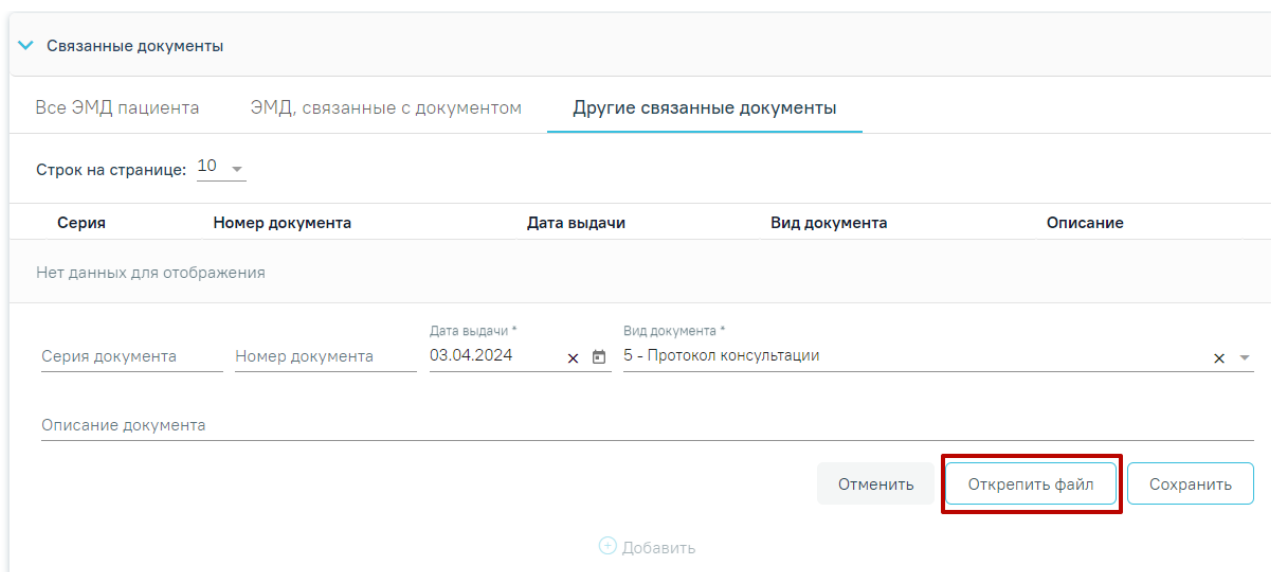 Связанные документы
Все ЭМД пациента ЭМД, связанные с документом Другие связанные документы
Строк на странице: 10
Серия Номер документа Дата выдачи Вид документа Описание
Нет данных для отображения
Дата выдачи * Вид документа *
Серия документа Номер документа 03.04.2024 5 - Протокол консультации
Описание документа
Отменить Открепить файл Сохранить
Добавить